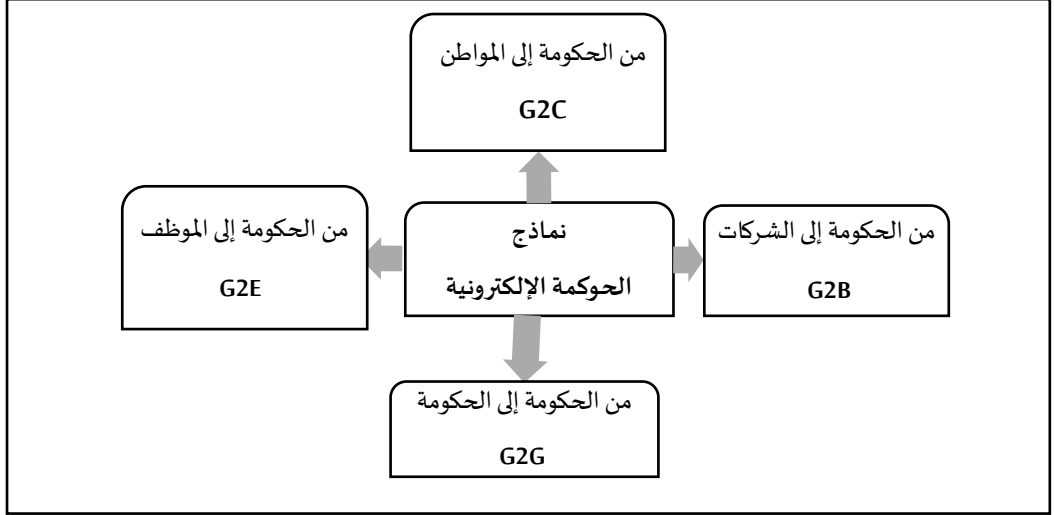 من الحكومة إلى المواطن
G2C
من الحكومة إلى الشركات
G2B
نماذج
الحوكمة الإلكترونية
من الحكومة إلى الموظف
G2E
من الحكومة إلى الحكومة
G2G